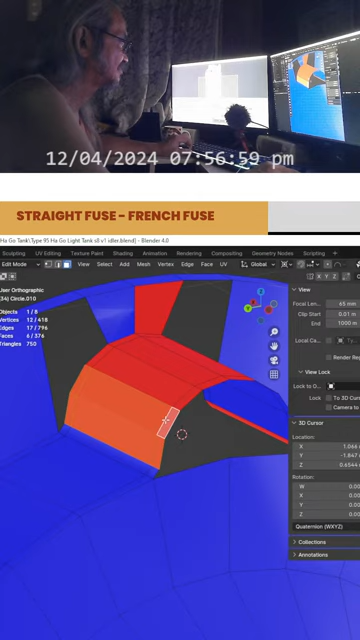 12/04/2024 07:56:59 pm
STRAIGHT FUSE – FRENCH FUSE
Ha Go Tank\Type 95 Ha Go Light Tank s8 v1 idler.blend] - Blender 4.0
Sculpting UV Editing Texture Paint Shading Animation Rendering Compositing Geometry Nodes Scripting
Edit Mode View Select Add Mesh Vertex Edge Face UV Global
X Y Z
User Orthographic
(34) Circle.010
Objects 1 / 8
Vertices 12 / 418
Edges 17 / 796
Faces 6 / 376
Triangles 750
View
Focal Len... 65 mm
Clip Start 0.01 m
End 1000 m
Local Ca...
Render Reg
View Lock
Lock to O...
Lock To 3D Cur
Camera to
3D Cursor
Location:
X 1.066
Y -1.847
Z 0.6544
Rotation:
W 0.00
X 0.00
Y 0.00
Z 0.00
Quaternion (WXYZ)
Collections
Annotations